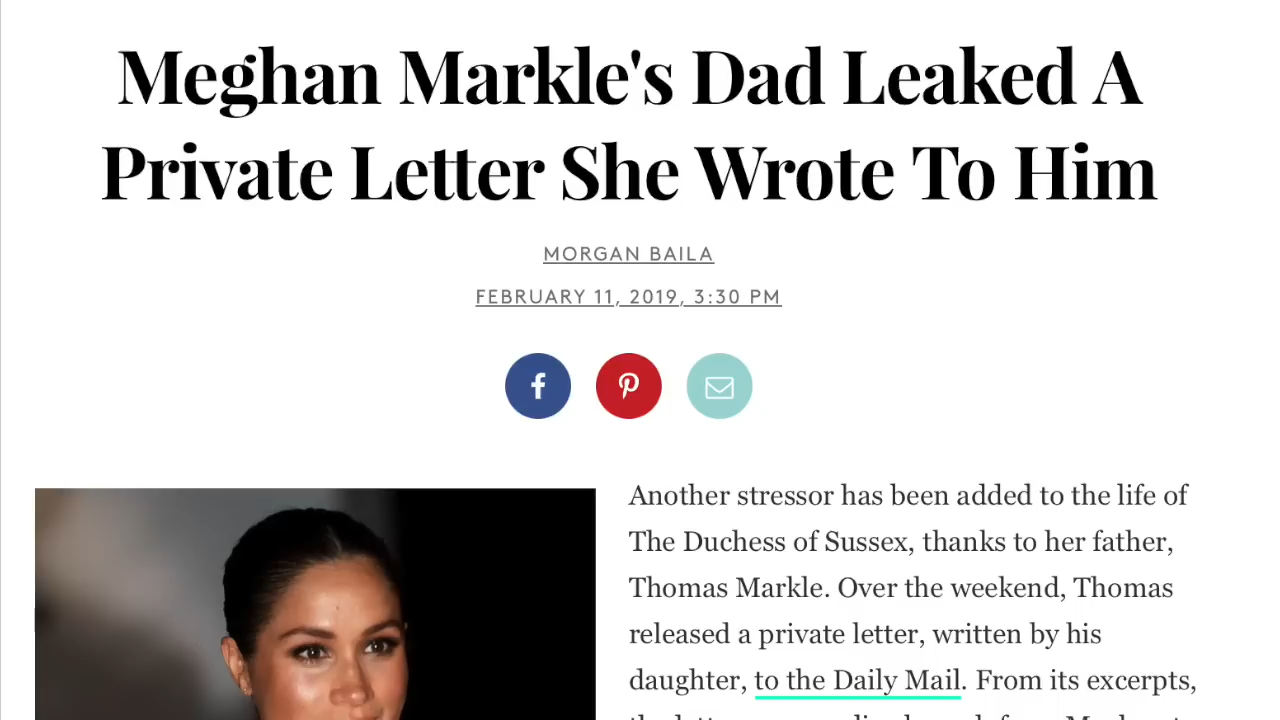 Meghan Markle's Dad Leaked A
Private Letter She Wrote To Him
MORGAN BAILA
FEBRUARY 11, 2019, 3:30 PM
Another stressor has been added to the life of
The Duchess of Sussex, thanks to her father,
Thomas Markle. Over the weekend, Thomas
released a private letter, written by his
daughter, to the Daily Mail. From its excerpts,